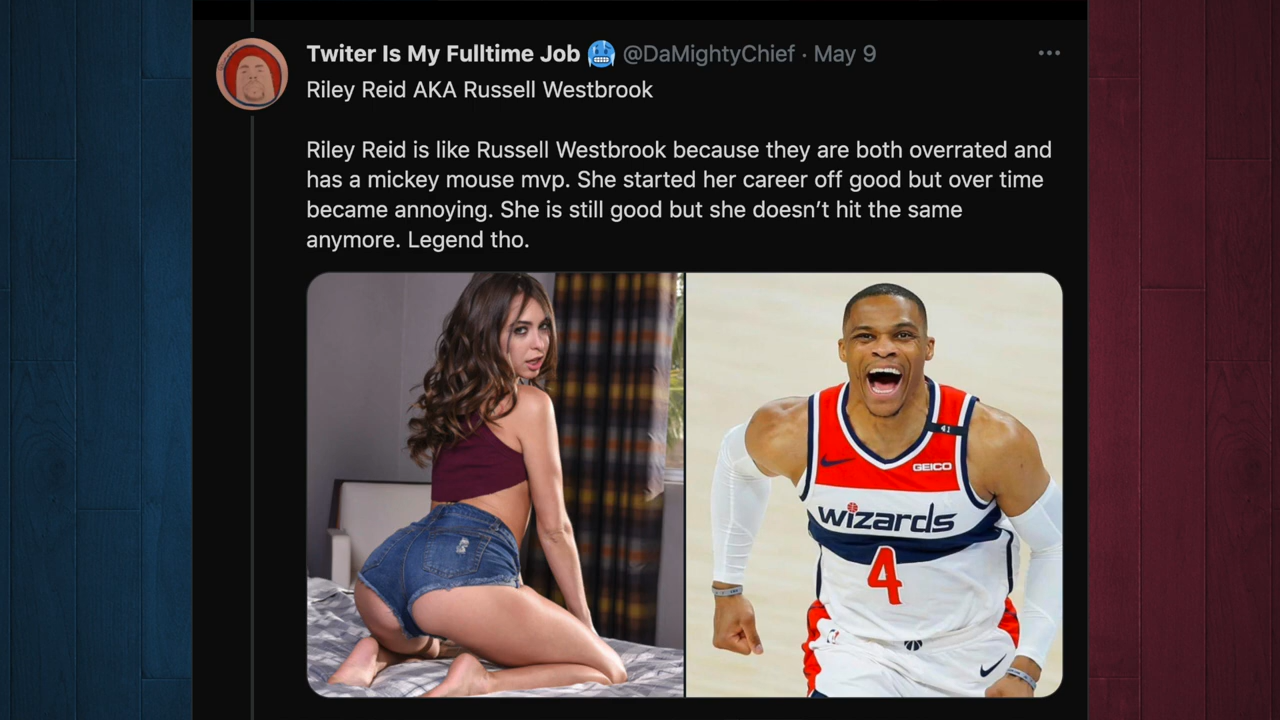 Twiter Is My Fulltime Job 🥶 @DaMightyChief · May 9
Riley Reid AKA Russell Westbrook
Riley Reid is like Russell Westbrook because they are both overrated and
has a mickey mouse mvp. She started her career off good but over time
became annoying. She is still good but she doesn’t hit the same
anymore. Legend tho.
GEICO
wizards
4